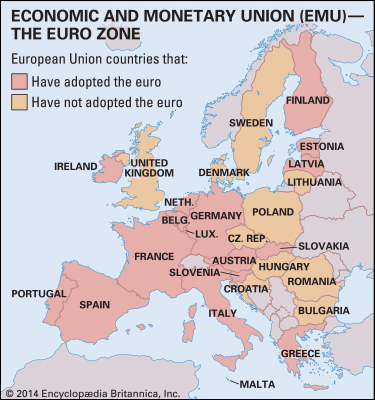 ECONOMIC AND MONETARY UNION (EMU)—
THE EURO ZONE
European Union countries that:
Have adopted the euro
Have not adopted the euro
FINLAND
SWEDEN
ESTONIA
LATVIA
LITHUANIA
IRELAND
UNITED
KINGDOM
DENMARK
NETH.
BELG.
GERMANY
POLAND
LUX.
CZ. REP.
SLOVAKIA
FRANCE
AUSTRIA
SLOVENIA
HUNGARY
CROATIA
ROMANIA
PORTUGAL
SPAIN
ITALY
BULGARIA
GREECE
MALTA
© 2014 Encyclopædia Britannica, Inc.